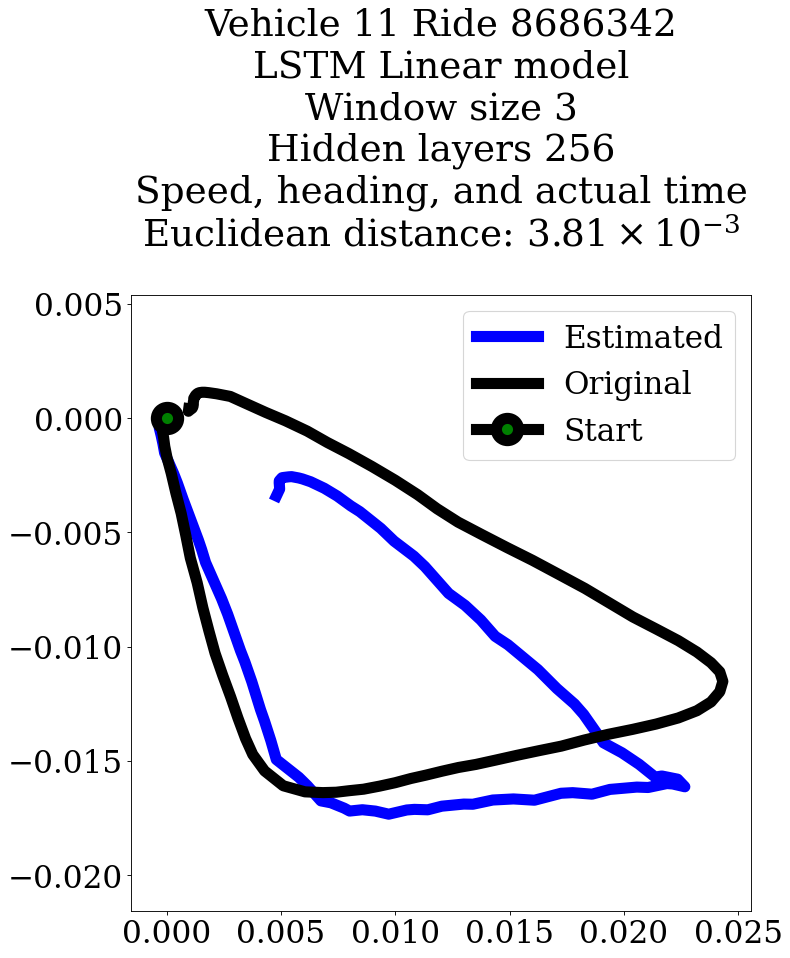 Vehicle 11 Ride 8686342
LSTM Linear model
Window size 3
Hidden layers 256
Speed, heading, and actual time
Euclidean distance: 3.81 × 10⁻³
0.005
0.000
−0.005
−0.010
−0.015
−0.020
Estimated
Original
Start
0.000 0.005 0.010 0.015 0.020 0.025